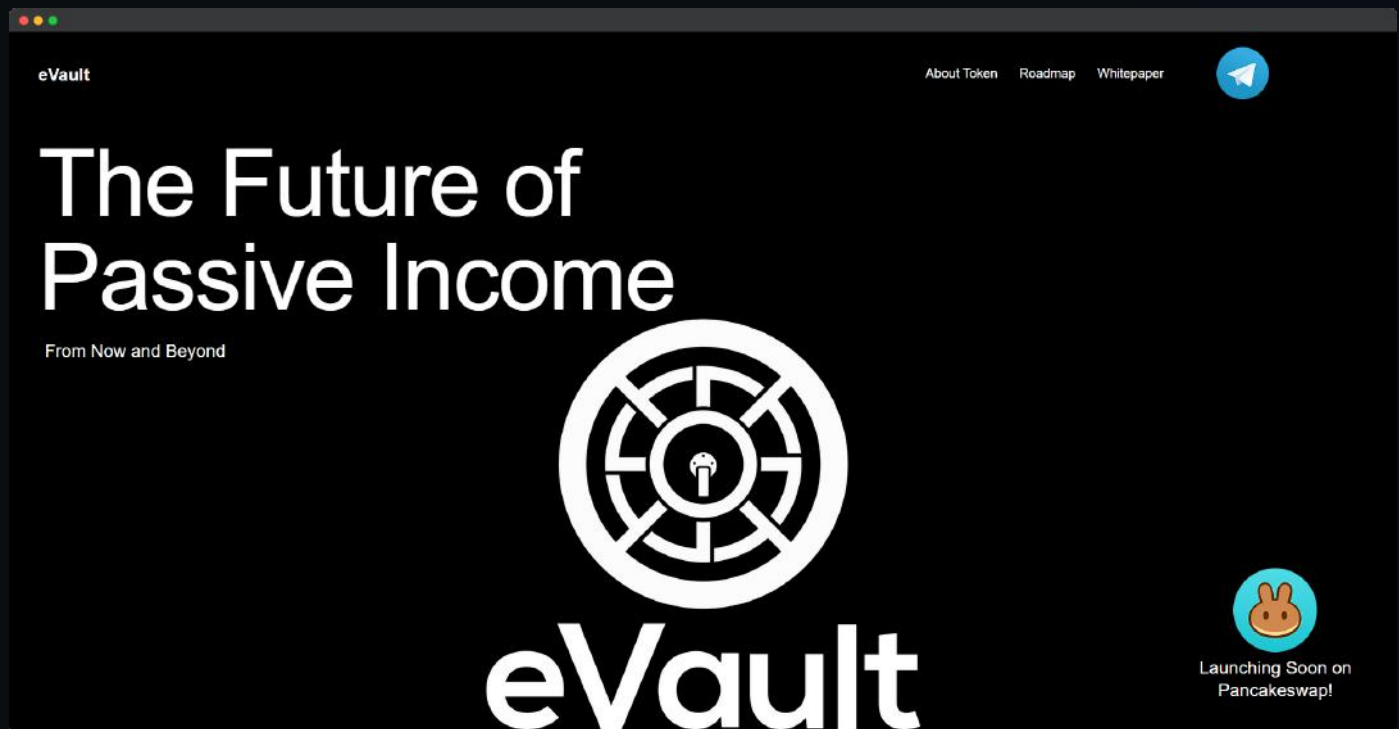 eVault
About Token
Roadmap
Whitepaper
The Future of
Passive Income
From Now and Beyond
eVault
Launching Soon on
Pancakeswap!